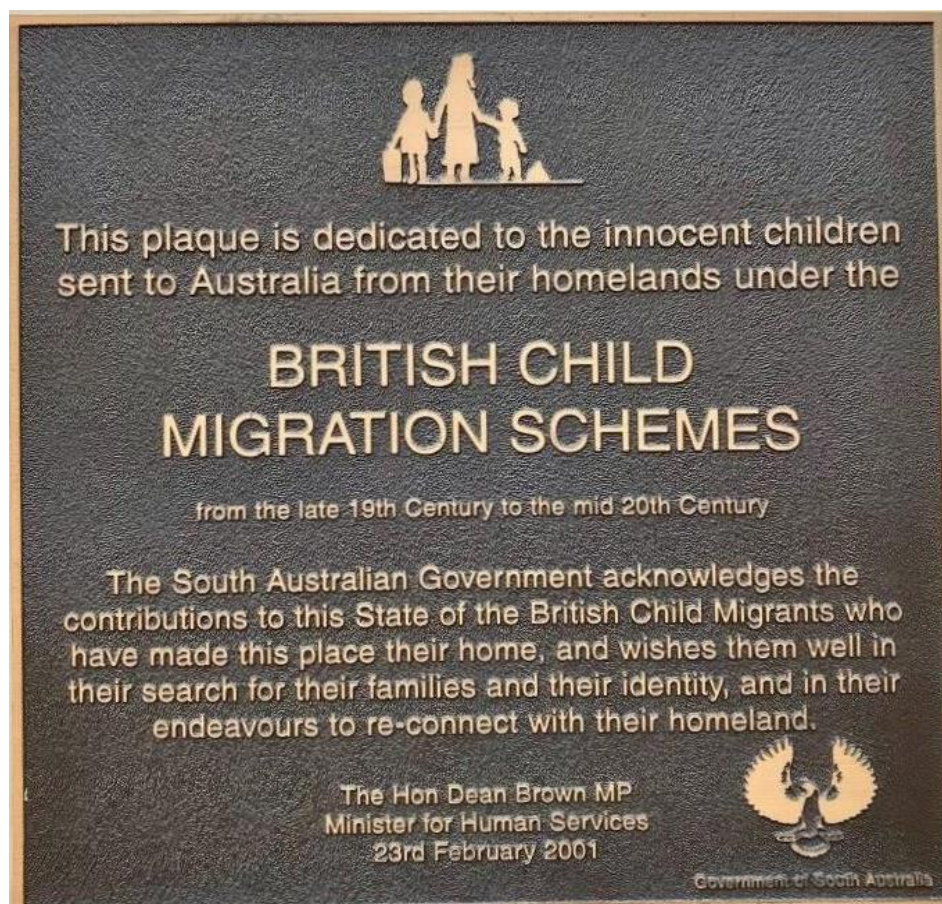 This plaque is dedicated to the innocent children
sent to Australia from their homelands under the
BRITISH CHILD
MIGRATION SCHEMES
from the late 19th Century to the mid 20th Century
The South Australian Government acknowledges the
contributions to this State of the British Child Migrants who
have made this place their home, and wishes them well in
their search for their families and their identity, and in their
endeavours to re-connect with their homeland.
The Hon Dean Brown MP
Minister for Human Services
23rd February 2001
Government of South Australia